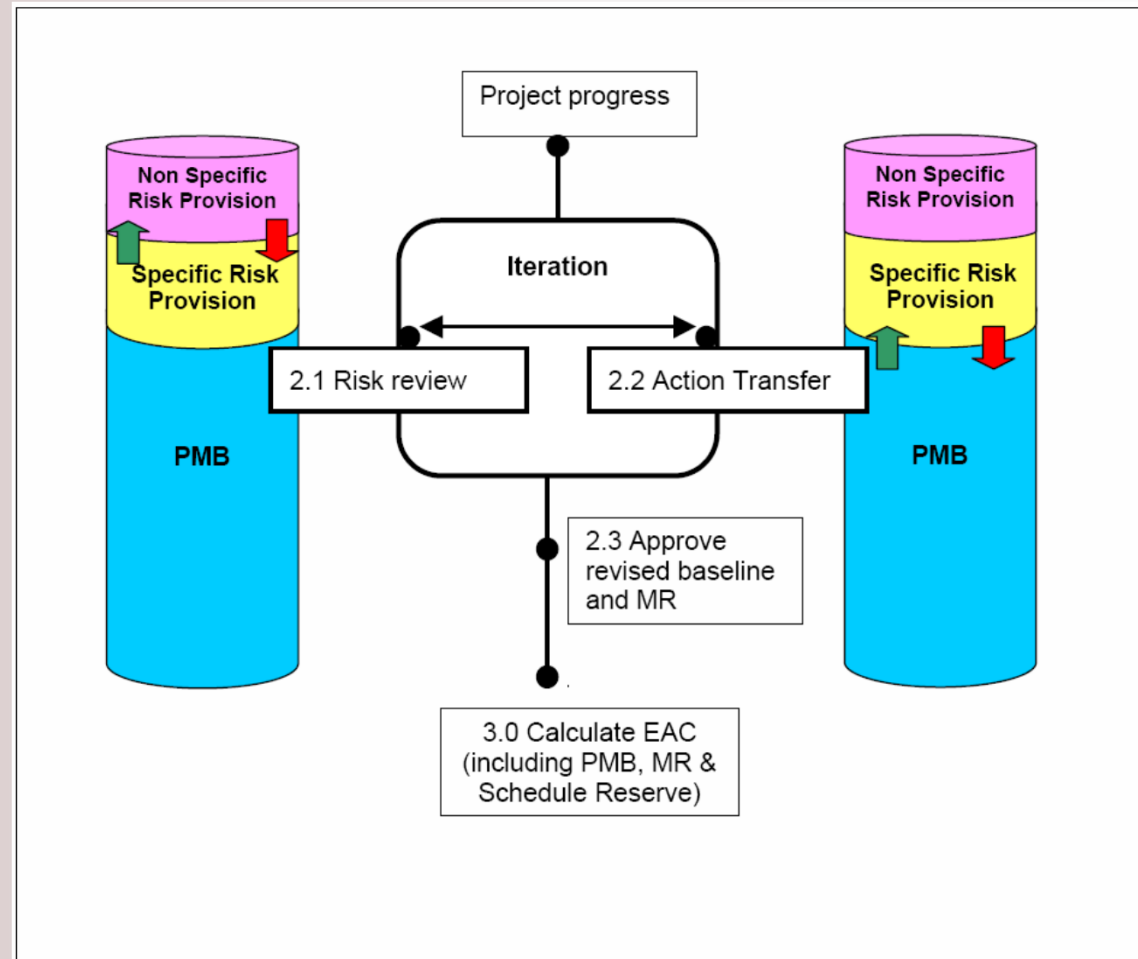 Project progress
Non Specific
Risk Provision
Specific Risk
Provision
PMB
Iteration
2.1 Risk review
2.2 Action Transfer
Non Specific
Risk Provision
Specific Risk
Provision
PMB
2.3 Approve
revised baseline
and MR
3.0 Calculate EAC
(including PMB, MR &
Schedule Reserve)